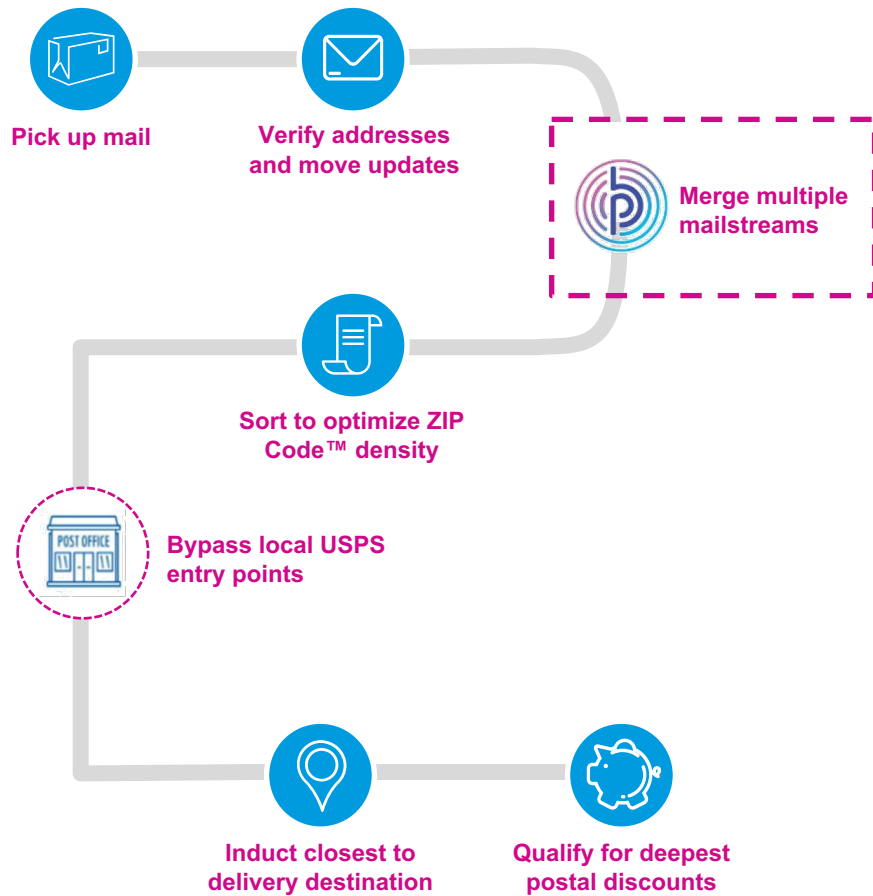 Pick up mail
Verify addresses
and move updates
Merge multiple
mailstreams
Sort to optimize ZIP
Code™ density
POST OFFICE
Bypass local USPS
entry points
Induct closest to
delivery destination
Qualify for deepest
postal discounts